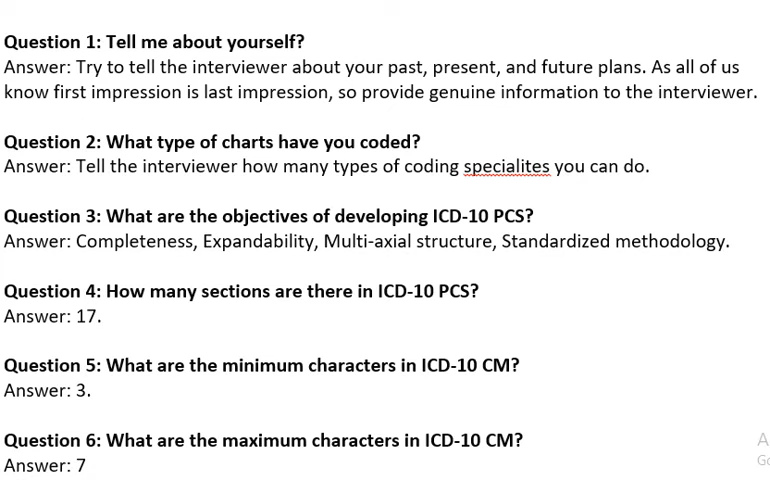 Question 1: Tell me about yourself?
Answer: Try to tell the interviewer about your past, present, and future plans. As all of us
know first impression is last impression, so provide genuine information to the interviewer.
Question 2: What type of charts have you coded?
Answer: Tell the interviewer how many types of coding specialites you can do.
Question 3: What are the objectives of developing ICD-10 PCS?
Answer: Completeness, Expandability, Multi-axial structure, Standardized methodology.
Question 4: How many sections are there in ICD-10 PCS?
Answer: 17.
Question 5: What are the minimum characters in ICD-10 CM?
Answer: 3.
Question 6: What are the maximum characters in ICD-10 CM?
Answer: 7